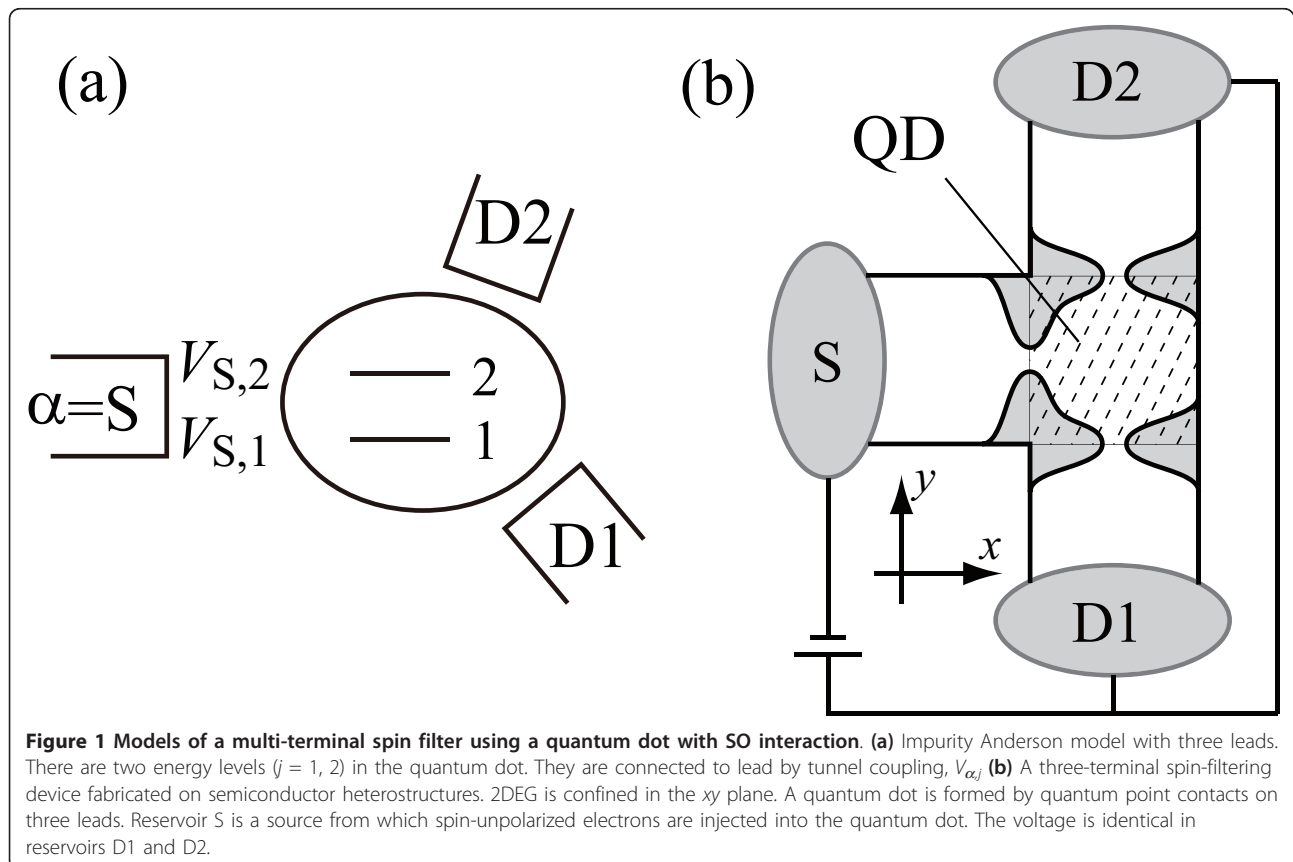 (a)
D2
V_S,2
2
α=S
V_S,1
1
D1
(b)
D2
QD
S
y
x
D1
Figure 1 Models of a multi-terminal spin filter using a quantum dot with SO interaction. (a) Impurity Anderson model with three leads.
There are two energy levels (j = 1, 2) in the quantum dot. They are connected to lead by tunnel coupling, V_α,j (b) A three-terminal spin-filtering
device fabricated on semiconductor heterostructures. 2DEG is confined in the xy plane. A quantum dot is formed by quantum point contacts on
three leads. Reservoir S is a source from which spin-unpolarized electrons are injected into the quantum dot. The voltage is identical in
reservoirs D1 and D2.